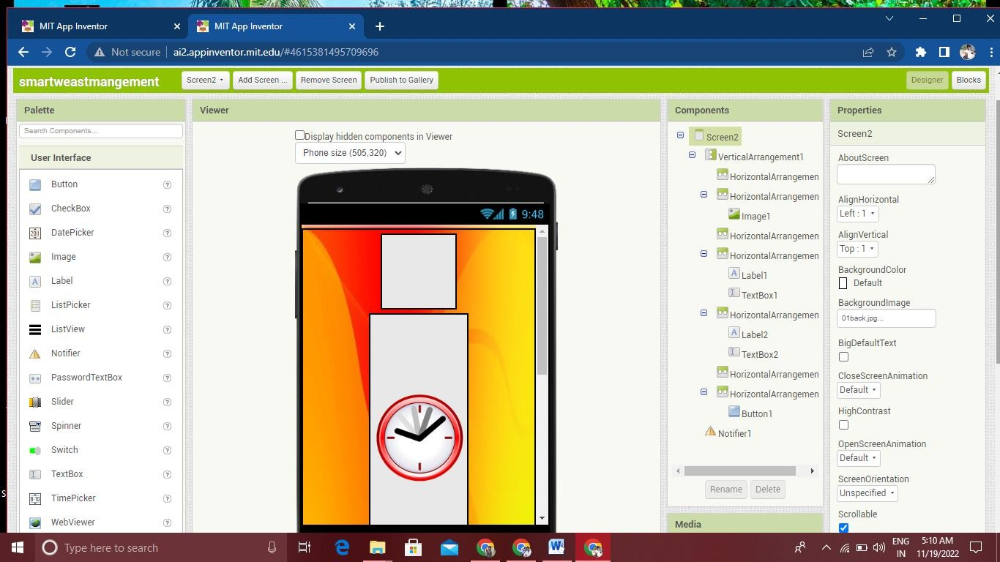 MIT App Inventor
MIT App Inventor
Not secure
ai2.appinventor.mit.edu/#4615381495709696
smartweastmangement
Screen2
Add Screen ...
Remove Screen
Publish to Gallery
Designer
Blocks
Palette
Search Components...
User Interface
Button
?
CheckBox
?
2011
DatePicker
?
Image
?
A
Label
?
ListPicker
?
ListView
?
Notifier
?
PasswordTextBox
?
Slider
?
Spinner
?
Switch
?
TextBox
?
8:10
TimePicker
?
WebViewer
?
Viewer
Display hidden components in Viewer
Phone size (505,320)
9:48
Components
Screen2
VerticalArrangement1
HorizontalArrangemen
HorizontalArrangemen
Image1
HorizontalArrangemen
HorizontalArrangemen
A
Label1
TextBox1
HorizontalArrangemen
A
Label2
TextBox2
HorizontalArrangemen
HorizontalArrangemen
Button1
Notifier1
Rename
Delete
Media
Properties
Screen2
AboutScreen
AlignHorizontal
Left : 1
AlignVertical
Top : 1
BackgroundColor
Default
BackgroundImage
01back.jpg...
BigDefaultText
CloseScreenAnimation
Default
HighContrast
OpenScreenAnimation
Default
ScreenOrientation
Unspecified
Scrollable
S
Type here to search
ENG
IN
5:10 AM
11/19/2022